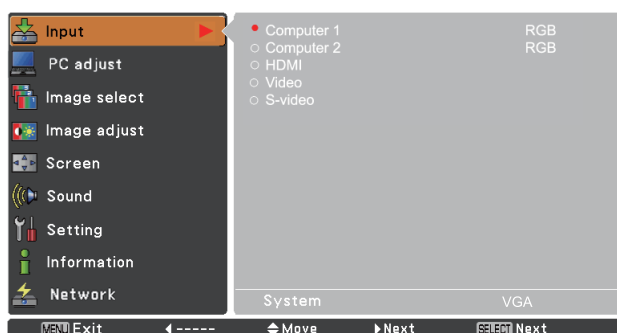 Input
PC adjust
Image select
Image adjust
Screen
Sound
Setting
Information
Network
Computer 1 RGB
Computer 2 RGB
HDMI
Video
S-video
System VGA
MENU Exit ----- Move Next SELECT Next